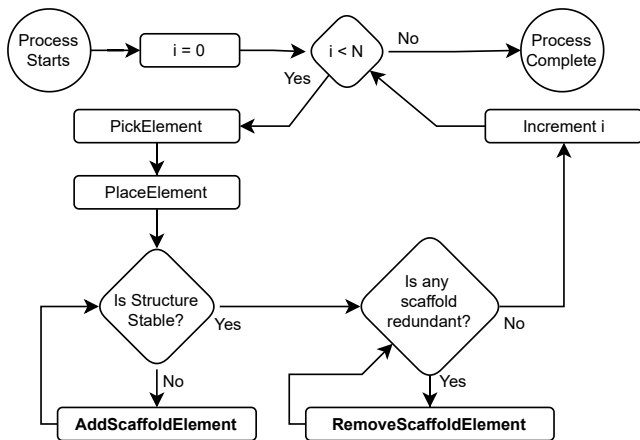 Process
Starts
i = 0
i < N
No
Process
Complete
Yes
PickElement
Increment i
PlaceElement
Is Structure
Stable?
Yes
Is any
scaffold
redundant?
No
No
Yes
AddScaffoldElement
RemoveScaffoldElement